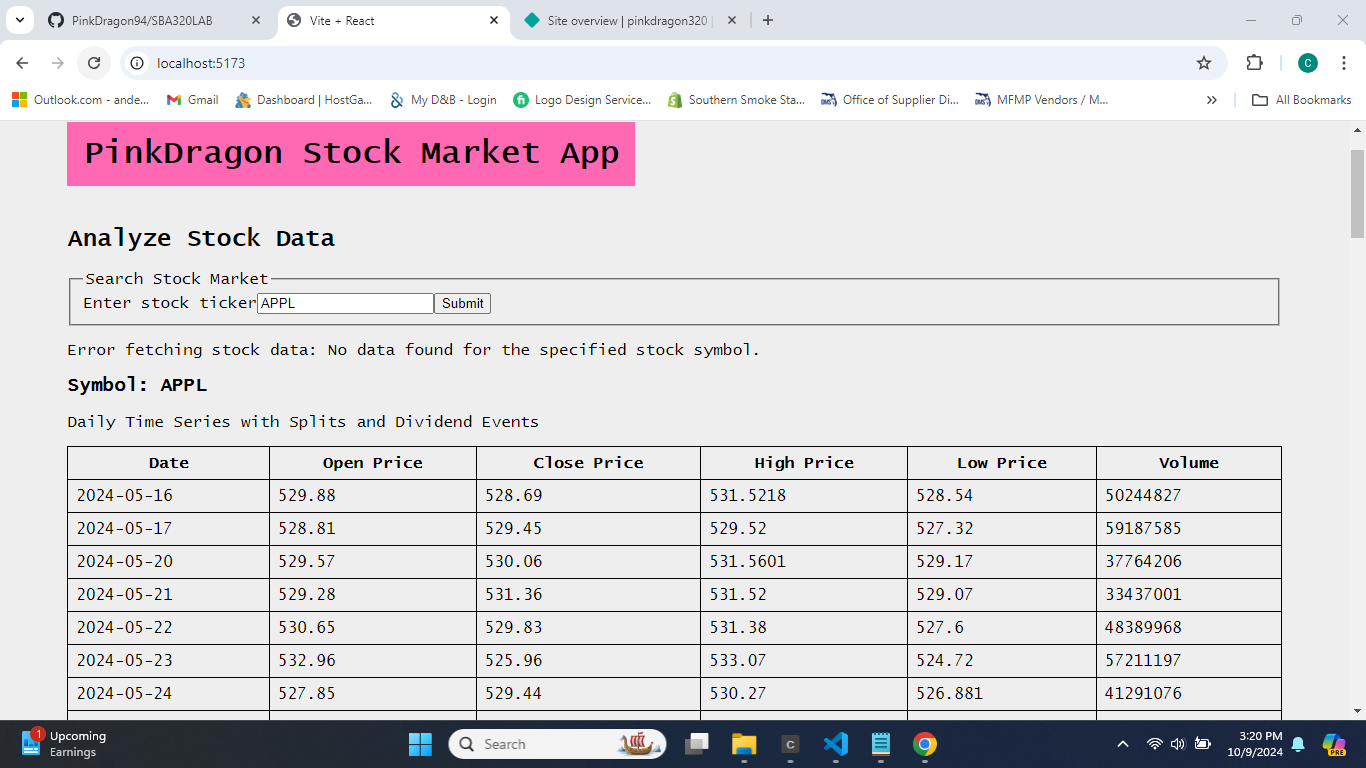 PinkDragon94/SBA320LAB
Vite + React
Site overview | pinkdragon320 |
localhost:5173
C
Outlook.com - ande...
Gmail
Dashboard | HostGa...
My D&B - Login
Logo Design Service...
Southern Smoke Sta...
Office of Supplier Di...
MFMP Vendors / M...
All Bookmarks
PinkDragon Stock Market App
Analyze Stock Data
Search Stock Market
Enter stock ticker APPL Submit
Error fetching stock data: No data found for the specified stock symbol.
Symbol: APPL
Daily Time Series with Splits and Dividend Events
Date Open Price Close Price High Price Low Price Volume
2024-05-16 529.88 528.69 531.5218 528.54 50244827
2024-05-17 528.81 529.45 529.52 527.32 59187585
2024-05-20 529.57 530.06 531.5601 529.17 37764206
2024-05-21 529.28 531.36 531.52 529.07 33437001
2024-05-22 530.65 529.83 531.38 527.6 48389968
2024-05-23 532.96 525.96 533.07 524.72 57211197
2024-05-24 527.85 529.44 530.27 526.881 41291076
1
Upcoming
Earnings
Search
C
3:20 PM
10/9/2024
PRE